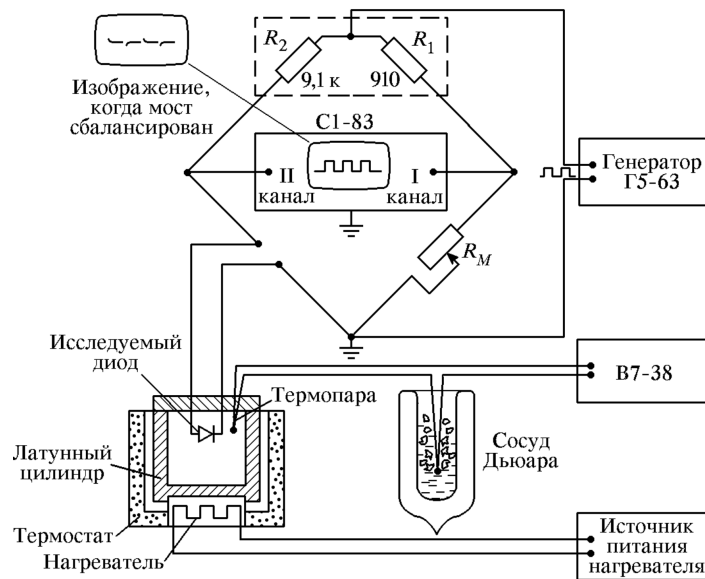 R₂
R₁
9,1 к
910
Изображение,
когда мост
сбалансирован
С1-83
II
канал
I
канал
Генератор
Г5-63
R_M
Исследуемый
диод
Термопара
В7-38
Латунный
цилиндр
Сосуд
Дьюара
Термостат
Нагреватель
Источник
питания
нагревателя